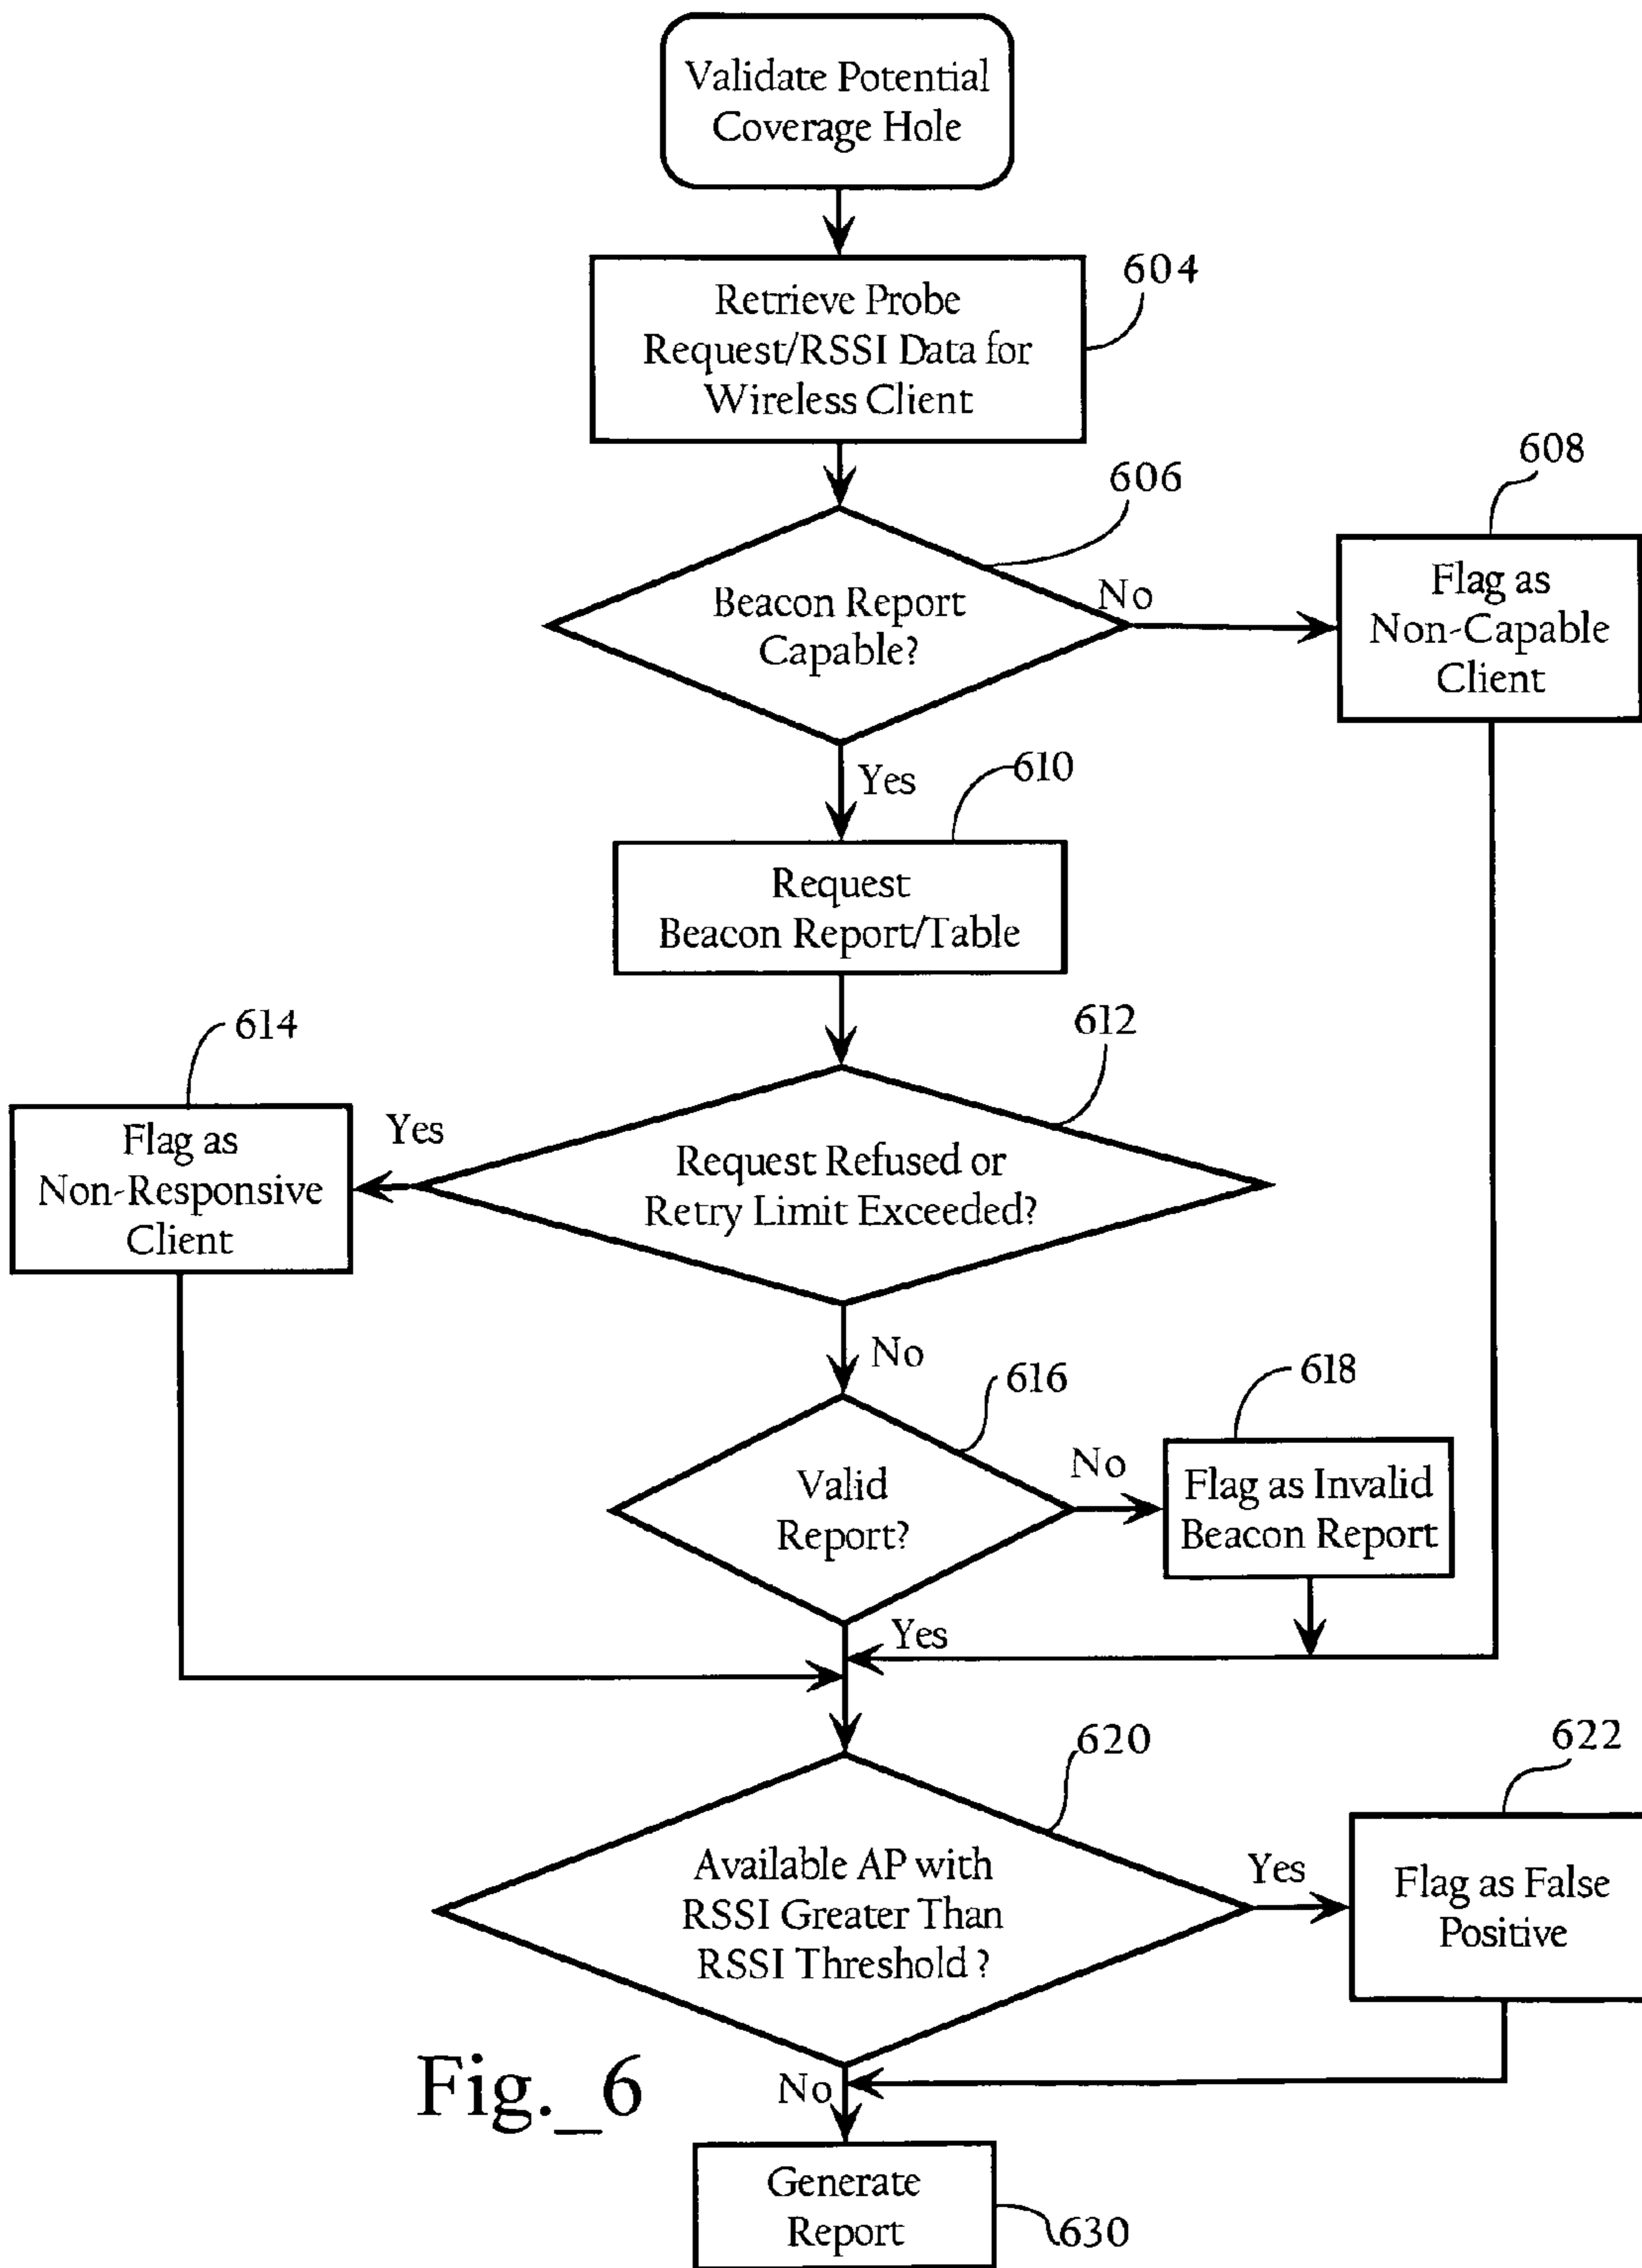 Validate Potential
Coverage Hole
604
Retrieve Probe
Request/RSSI Data for
Wireless Client
606
608
Beacon Report
Capable?
No
Flag as
Non-Capable
Client
Yes
610
Request
Beacon Report/Table
614
612
Flag as
Non-Responsive
Client
Yes
Request Refused or
Retry Limit Exceeded?
No
616
618
Valid
Report?
No
Flag as Invalid
Beacon Report
Yes
620
622
Available AP with
RSSI Greater Than
RSSI Threshold ?
Yes
Flag as False
Positive
Fig._6
No
Generate
Report
630